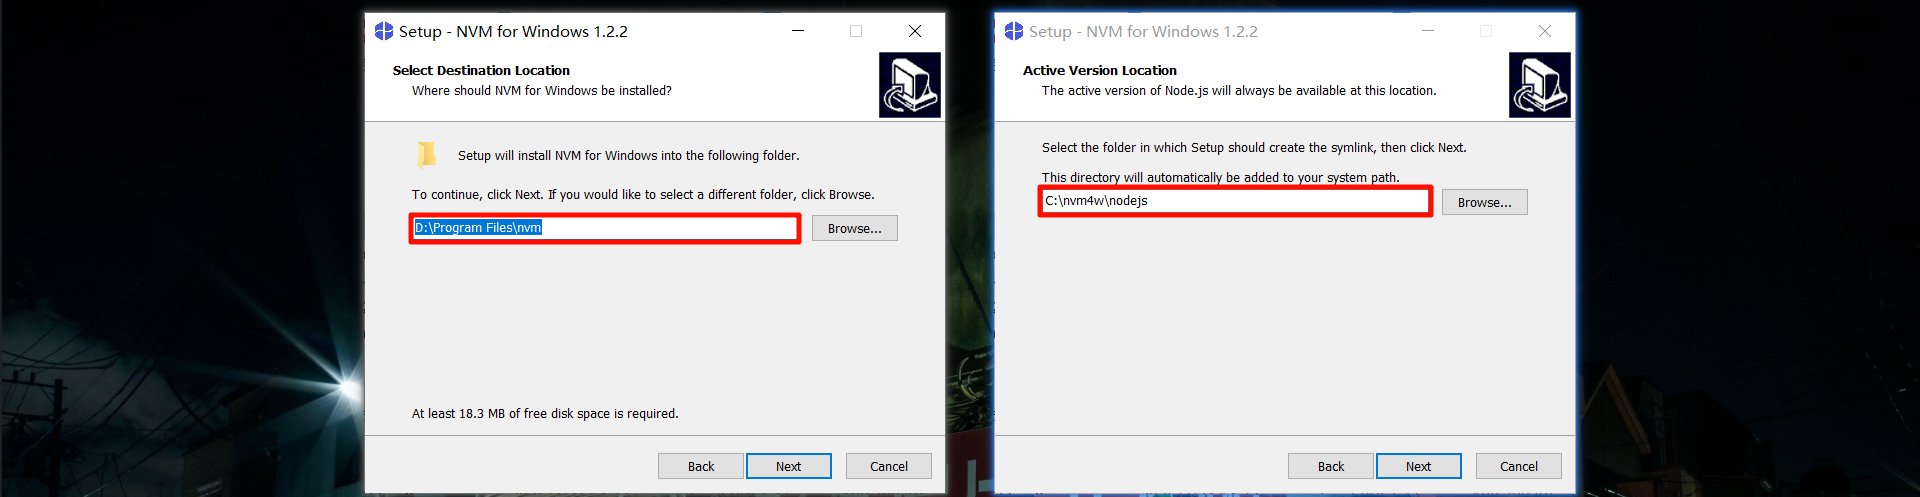 Setup - NVM for Windows 1.2.2
Select Destination Location
Where should NVM for Windows be installed?
Setup will install NVM for Windows into the following folder.
To continue, click Next. If you would like to select a different folder, click Browse.
D:\Program Files\nvm
Browse...
At least 18.3 MB of free disk space is required.
Back
Next
Cancel
Setup - NVM for Windows 1.2.2
Active Version Location
The active version of Node.js will always be available at this location.
Select the folder in which Setup should create the symlink, then click Next.
This directory will automatically be added to your system path.
C:\nvm4w\nodejs
Browse...
Back
Next
Cancel